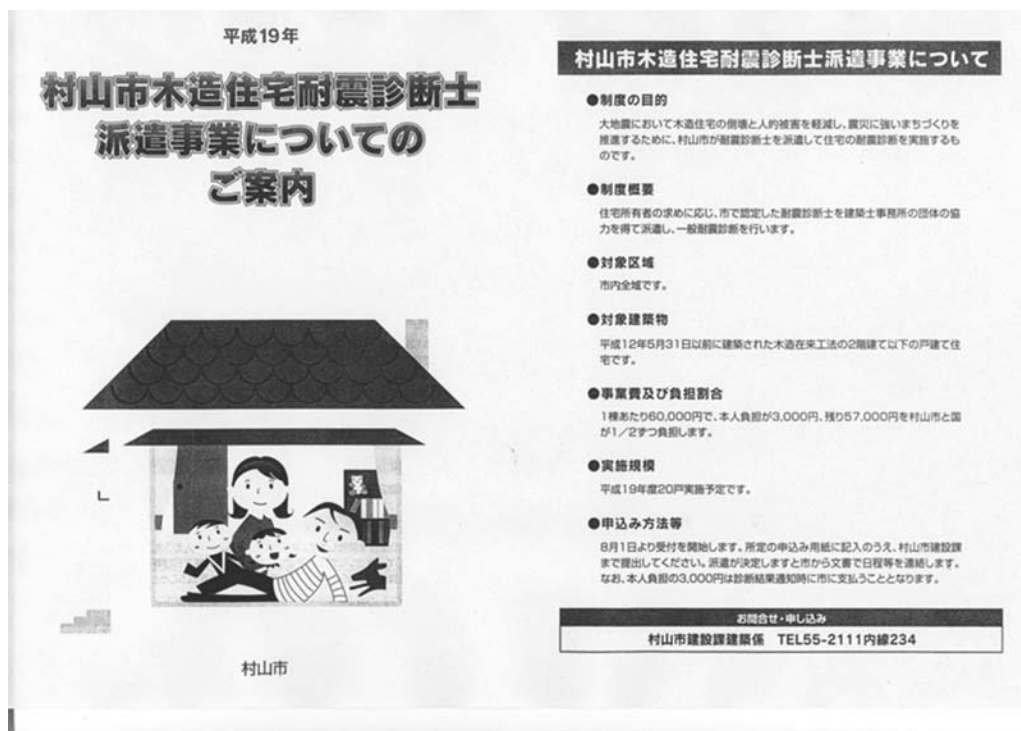 平成19年
村山市木造住宅耐震診断士
派遣事業についての
ご案内
村山市
村山市木造住宅耐震診断士派遣事業について
●制度の目的
大地震において木造住宅の倒壊と人的被害を軽減し、震災に強いまちづくりを
推進するために、村山市が耐震診断士を派遣して住宅の耐震診断を実施するも
のです。
●制度概要
住宅所有者の求めに応じ、市で認定した耐震診断士を建築士事務所の団体の協
力を得て派遣し、一般耐震診断を行います。
●対象区域
市内全域です。
●対象建築物
平成12年5月31日以前に建築された木造在来工法の2階建て以下の戸建て住
宅です。
●事業費及び負担割合
1棟あたり60,000円で、本人負担が3,000円、残り57,000円を村山市と国
が1/2ずつ負担します。
●実施規模
平成19年度20戸実施予定です。
●申込み方法等
8月1日より受付を開始します。所定の申込み用紙に記入のうえ、村山市建設課
まで提出してください。派遣が決定しますと市から文書で日程等を連絡します。
なお、本人負担の3,000円は診断結果通知時に市に支払うこととなります。
お問合せ・申し込み
村山市建設課建築係 TEL55-2111内線234